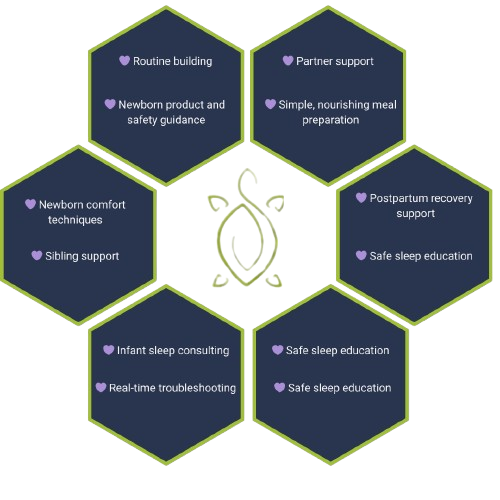 💜 Routine building
💜 Newborn product and
safety guidance
💜 Partner support
💜 Simple, nourishing meal
preparation
💜 Newborn comfort
techniques
💜 Sibling support
💜 Postpartum recovery
support
💜 Safe sleep education
💜 Infant sleep consulting
💜 Real-time troubleshooting
💜 Safe sleep education
💜 Safe sleep education